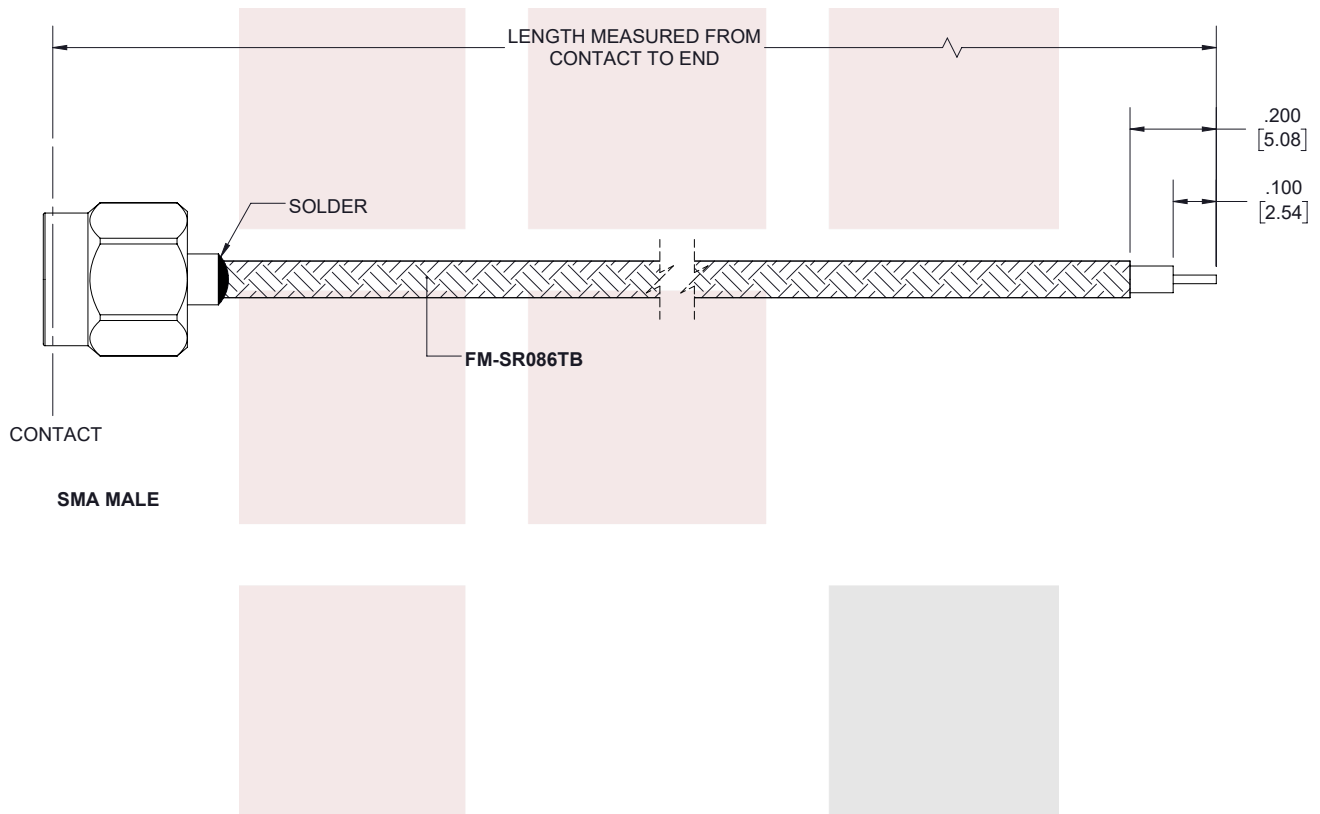 LENGTH MEASURED FROM
CONTACT TO END
.200
[5.08]
.100
[2.54]
SOLDER
FM-SR086TB
CONTACT
SMA MALE